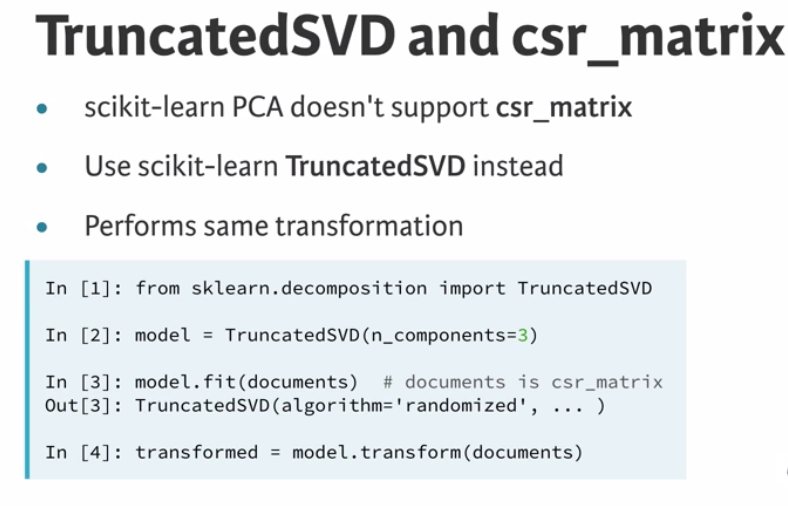 TruncatedSVD and csr_matrix
• scikit-learn PCA doesn't support csr_matrix
• Use scikit-learn TruncatedSVD instead
• Performs same transformation
In [1]: from sklearn.decomposition import TruncatedSVD
In [2]: model = TruncatedSVD(n_components=3)
In [3]: model.fit(documents)  # documents is csr_matrix
Out[3]: TruncatedSVD(algorithm='randomized', ... )
In [4]: transformed = model.transform(documents)